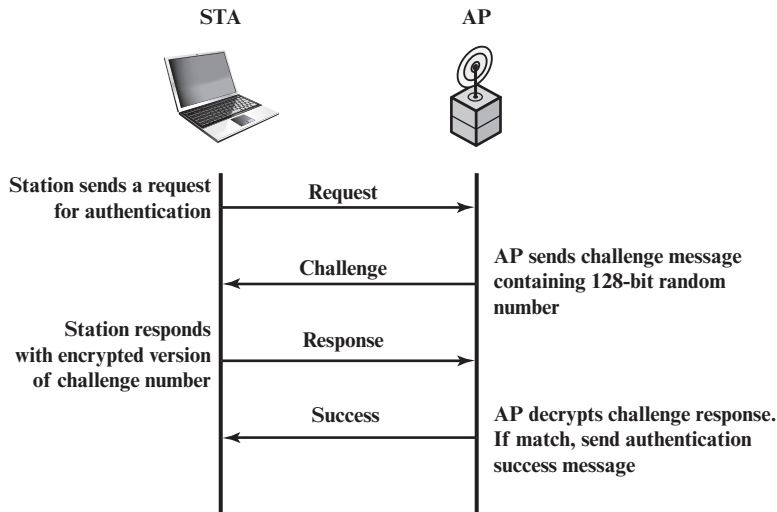 STA
AP
Station sends a request
for authentication
Request
Challenge
AP sends challenge message
containing 128-bit random
number
Station responds
with encrypted version
of challenge number
Response
Success
AP decrypts challenge response.
If match, send authentication
success message